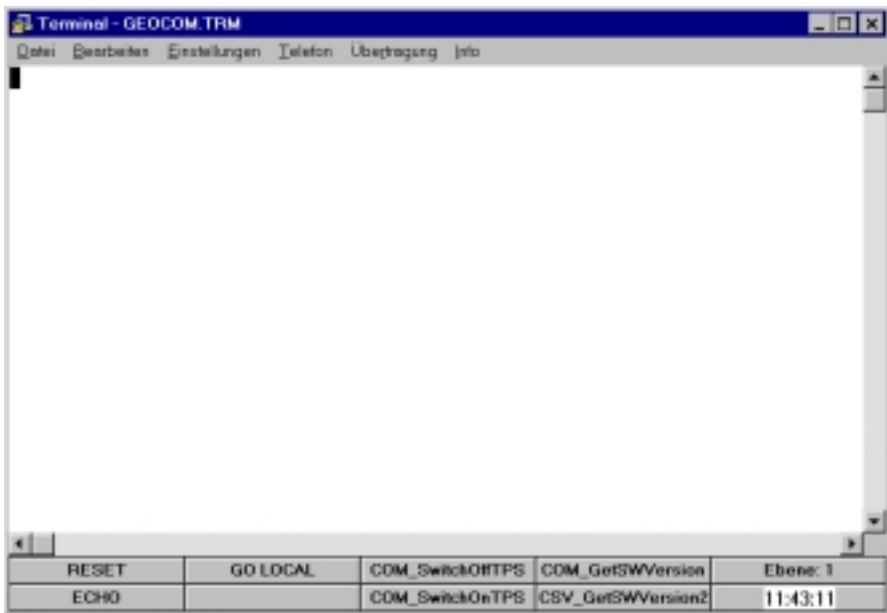 Terminal - GEOCOM.TRM
Datei Bearbeiten Einstellungen Telefon Übertragung Info
RESET GO LOCAL COM_SwitchOffTPS COM_GetSWVersion Ebene: 1
ECHO COM_SwitchOnTPS CSV_GetSWVersion2 11:43:11